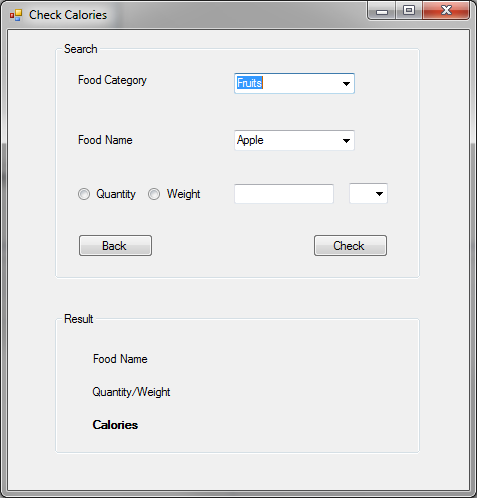 Check Calories
Search
Food Category Fruits
Food Name Apple
Quantity Weight
Back Check
Result
Food Name
Quantity/Weight
Calories